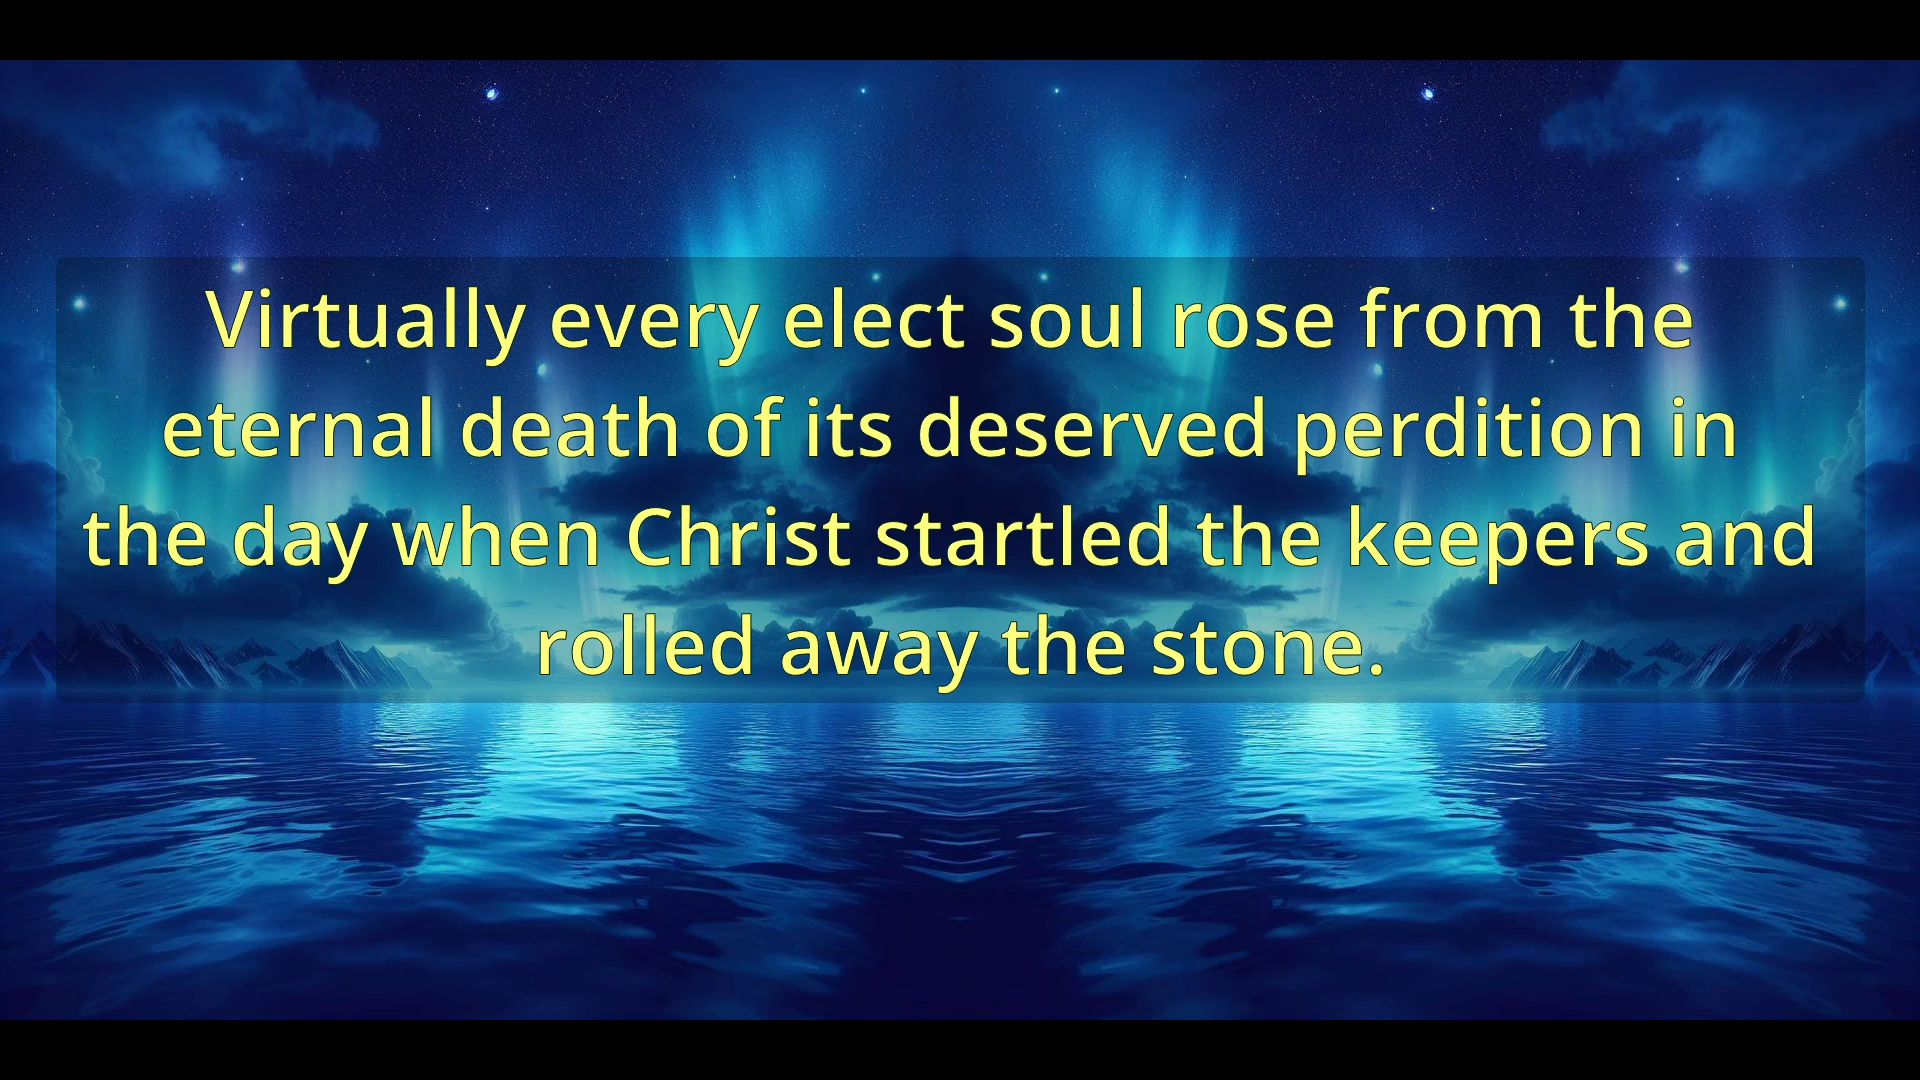 Virtually every elect soul rose from the
eternal death of its deserved perdition in
the day when Christ startled the keepers and
rolled away the stone.